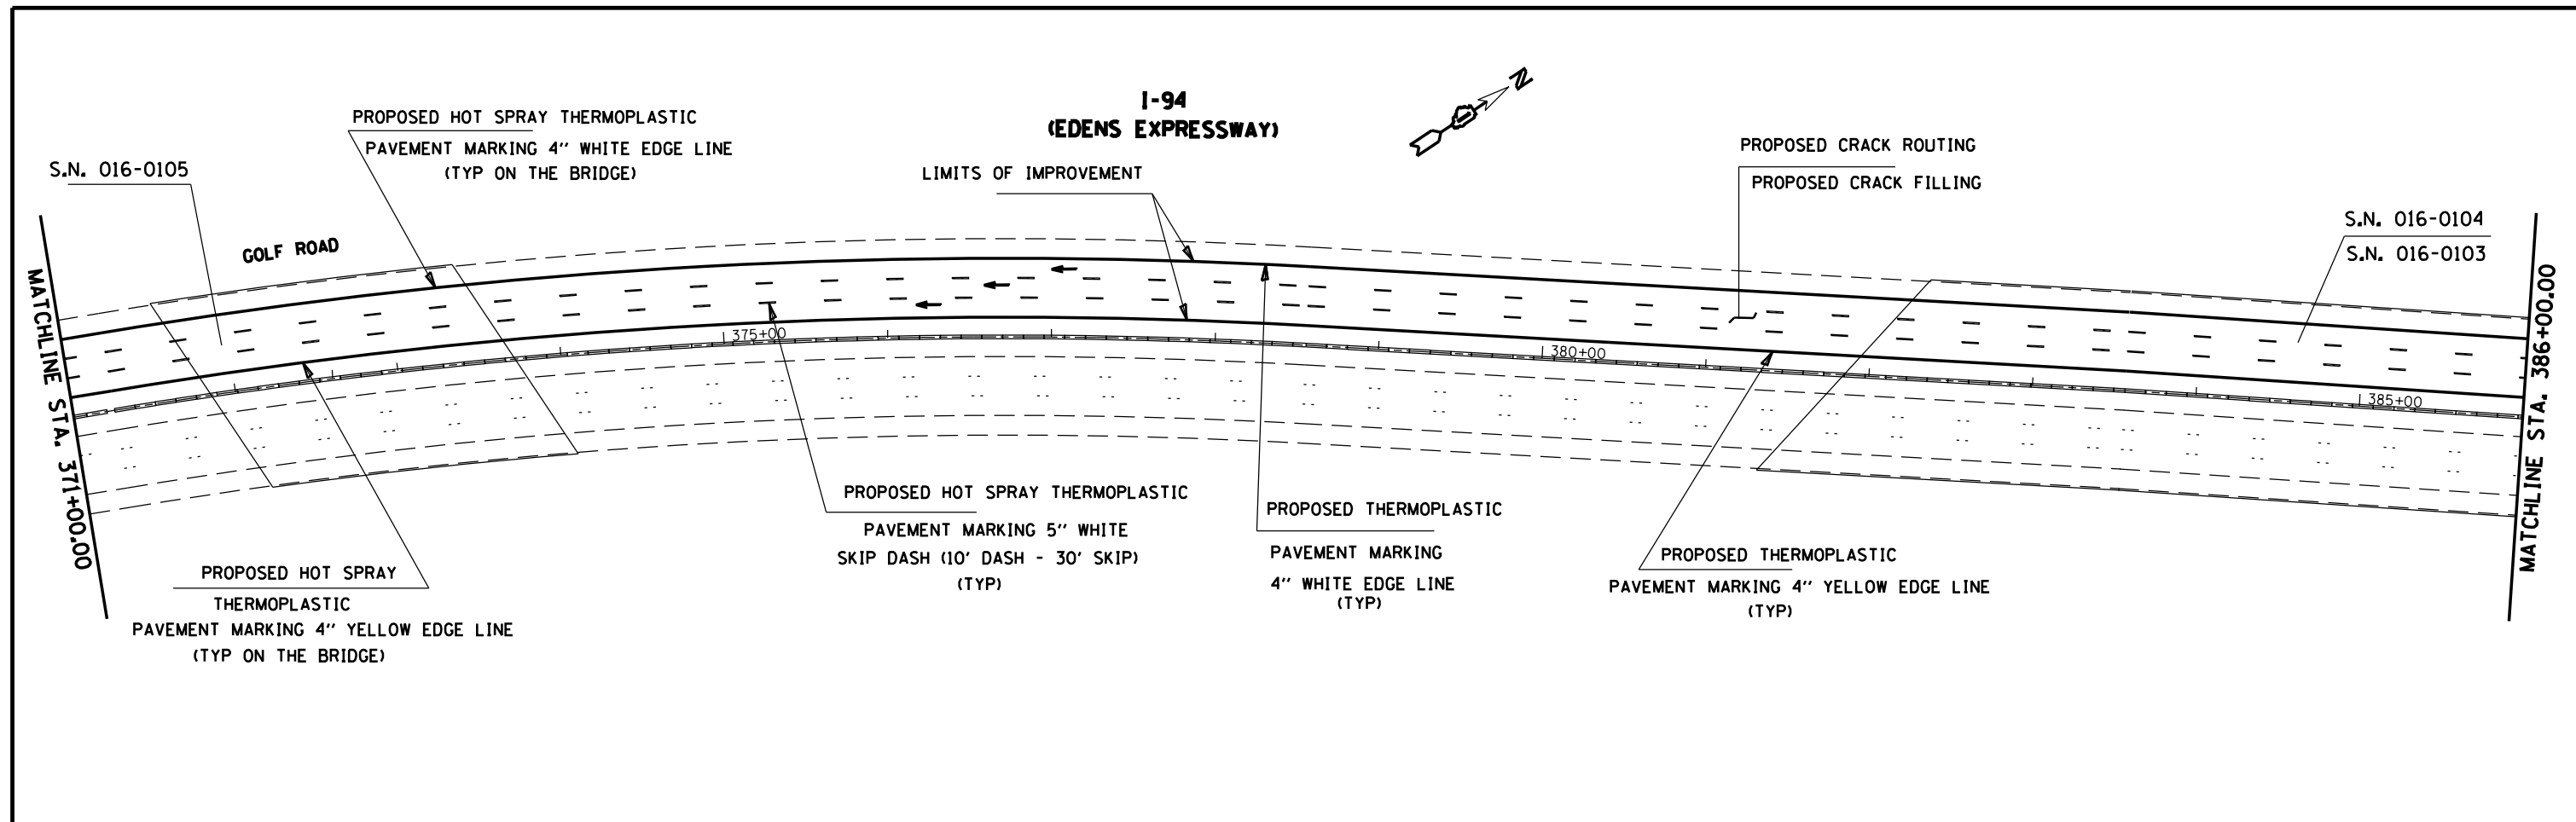 I-94
(EDENS EXPRESSWAY)
N
PROPOSED HOT SPRAY THERMOPLASTIC
PAVEMENT MARKING 4'' WHITE EDGE LINE
(TYP ON THE BRIDGE)
S.N. 016-0105
GOLF ROAD
LIMITS OF IMPROVEMENT
PROPOSED CRACK ROUTING
PROPOSED CRACK FILLING
S.N. 016-0104
S.N. 016-0103
MATCHLINE STA. 371+00.00
375+00
380+00
385+00
MATCHLINE STA. 386+00.00
PROPOSED HOT SPRAY
THERMOPLASTIC
PAVEMENT MARKING 4'' YELLOW EDGE LINE
(TYP ON THE BRIDGE)
PROPOSED HOT SPRAY THERMOPLASTIC
PAVEMENT MARKING 5'' WHITE
SKIP DASH (10' DASH - 30' SKIP)
(TYP)
PROPOSED THERMOPLASTIC
PAVEMENT MARKING
4'' WHITE EDGE LINE
(TYP)
PROPOSED THERMOPLASTIC
PAVEMENT MARKING 4'' YELLOW EDGE LINE
(TYP)